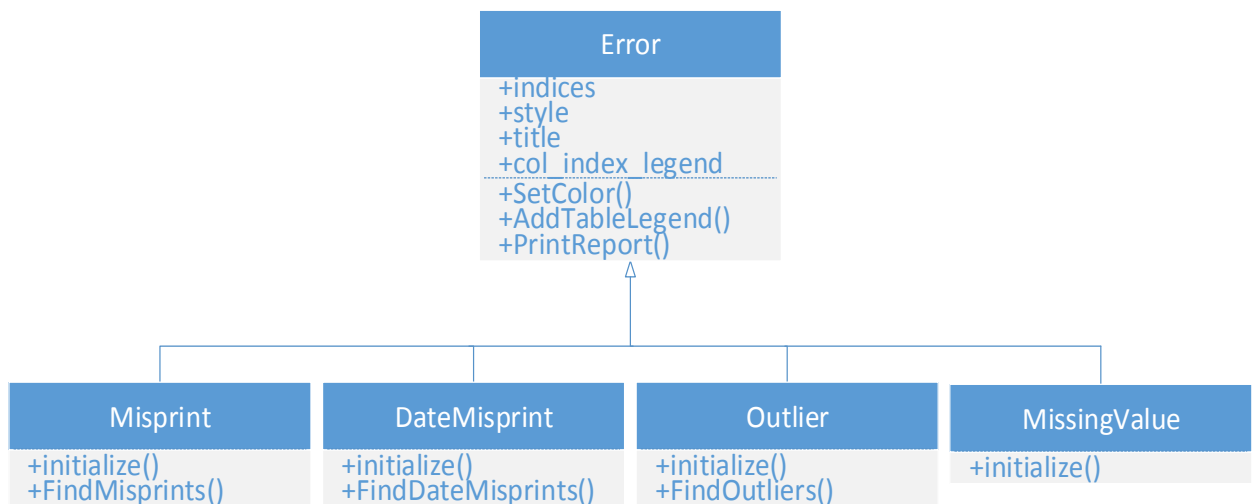 Error
+indices
+style
+title
+col_index_legend
+SetColor()
+AddTableLegend()
+PrintReport()
Misprint
+initialize()
+FindMisprints()
DateMisprint
+initialize()
+FindDateMisprints()
Outlier
+initialize()
+FindOutliers()
MissingValue
+initialize()